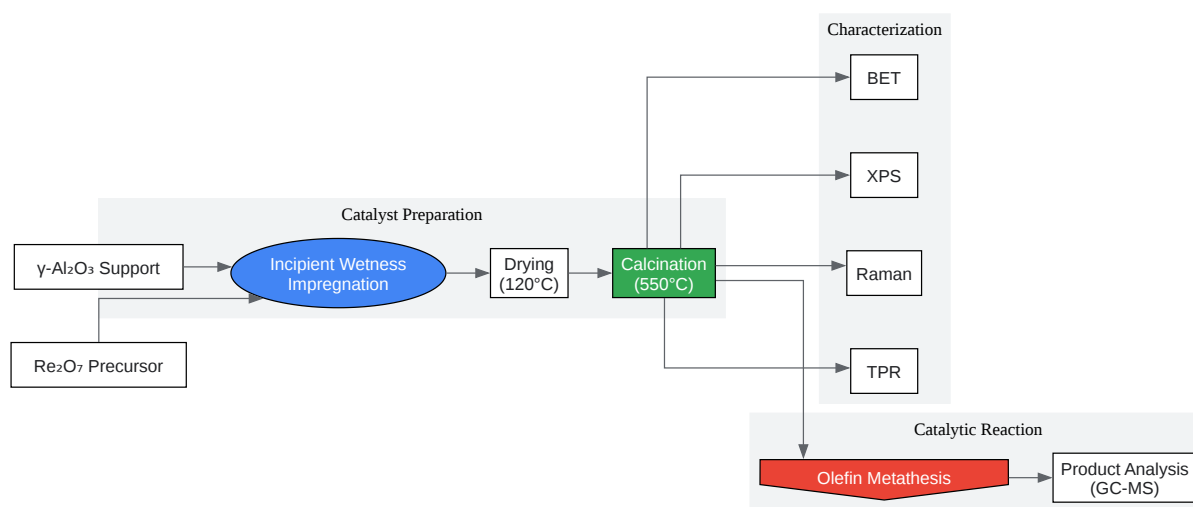 Characterization
BET
XPS
Catalyst Preparation
γ-Al₂O₃ Support
Incipient Wetness
Impregnation
Drying
(120°C)
Calcination
(550°C)
Raman
Re₂O₇ Precursor
TPR
Catalytic Reaction
Olefin Metathesis
Product Analysis
(GC-MS)